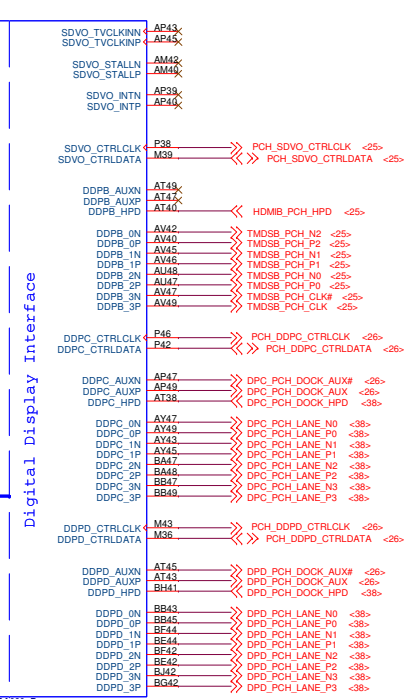 SDVO_TVCLKINN AP43
SDVO_TVCLKINP AP45
SDVO_STALLN AM42
SDVO_STALLP AM40
SDVO_INTN AP39
SDVO_INTP AP40
SDVO_CTRLCLK P38 PCH_SDVO_CTRLCLK <25>
SDVO_CTRLDATA M39 PCH_SDVO_CTRLDATA <25>
DDPB_AUXN AT49
DDPB_AUXP AT47
DDPB_HPD AT40 HDMIB_PCH_HPD <25>
DDPB_0N AV42 TMDSB_PCH_N2 <25>
DDPB_0P AV40 TMDSB_PCH_P2 <25>
DDPB_1N AV45 TMDSB_PCH_N1 <25>
DDPB_1P AV46 TMDSB_PCH_P1 <25>
DDPB_2N AU48 TMDSB_PCH_N0 <25>
DDPB_2P AU47 TMDSB_PCH_P0 <25>
DDPB_3N AV47 TMDSB_PCH_CLK# <25>
DDPB_3P AV49 TMDSB_PCH_CLK <25>
Digital Display Interface
DDPC_CTRLCLK P46 PCH_DDPC_CTRLCLK <26>
DDPC_CTRLDATA P42 PCH_DDPC_CTRLDATA <26>
DDPC_AUXN AP47 DPC_PCH_DOCK_AUX# <26>
DDPC_AUXP AP49 DPC_PCH_DOCK_AUX <26>
DDPC_HPD AT38 DPC_PCH_DOCK_HPD <38>
DDPC_0N AY47 DPC_PCH_LANE_N0 <38>
DDPC_0P AY49 DPC_PCH_LANE_P0 <38>
DDPC_1N AY43 DPC_PCH_LANE_N1 <38>
DDPC_1P AY45 DPC_PCH_LANE_P1 <38>
DDPC_2N BA47 DPC_PCH_LANE_N2 <38>
DDPC_2P BA48 DPC_PCH_LANE_P2 <38>
DDPC_3N BB47 DPC_PCH_LANE_N3 <38>
DDPC_3P BB49 DPC_PCH_LANE_P3 <38>
DDPD_CTRLCLK M43 PCH_DDPD_CTRLCLK <26>
DDPD_CTRLDATA M36 PCH_DDPD_CTRLDATA <26>
DDPD_AUXN AT45 DPD_PCH_DOCK_AUX# <26>
DDPD_AUXP AT43 DPD_PCH_DOCK_AUX <26>
DDPD_HPD BH41 DPD_PCH_DOCK_HPD <38>
DDPD_0N BB43 DPD_PCH_LANE_N0 <38>
DDPD_0P BB45 DPD_PCH_LANE_P0 <38>
DDPD_1N BF44 DPD_PCH_LANE_N1 <38>
DDPD_1P BE44 DPD_PCH_LANE_P1 <38>
DDPD_2N BF42 DPD_PCH_LANE_N2 <38>
DDPD_2P BE42 DPD_PCH_LANE_P2 <38>
DDPD_3N BJ42 DPD_PCH_LANE_N3 <38>
DDPD_3P BG42 DPD_PCH_LANE_P3 <38>